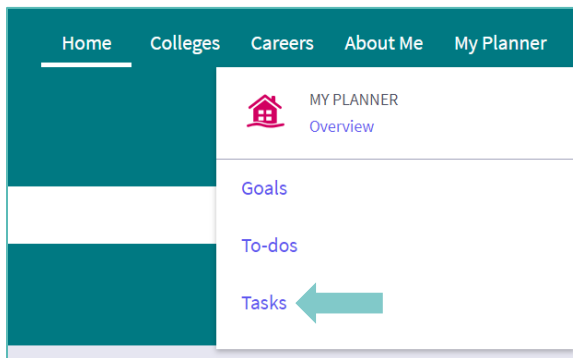 Home Colleges Careers About Me My Planner
MY PLANNER
Overview
Goals
To-dos
Tasks